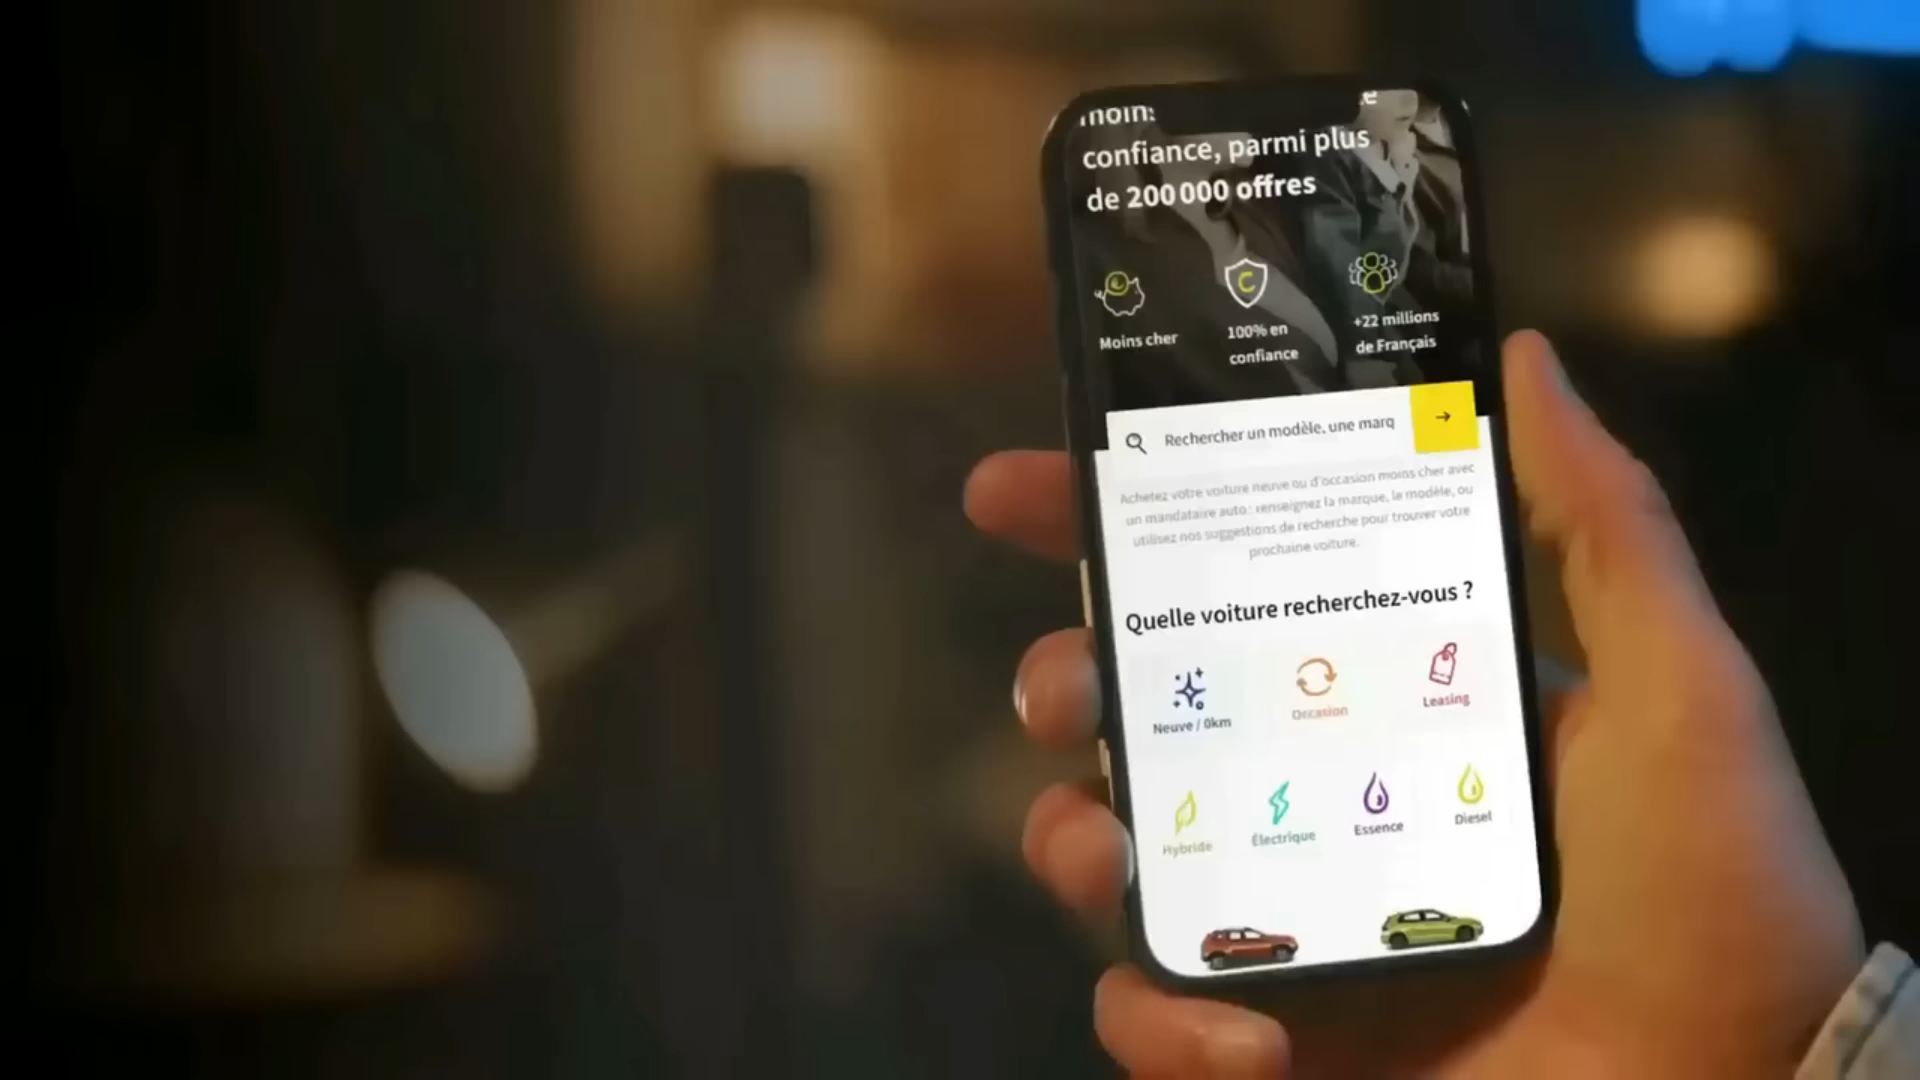 confiance, parmi plus
de 200 000 offres
Moins cher
100% en
confiance
+22 millions
de Français
Rechercher un modèle, une marq
Achetez votre voiture neuve ou d'occasion moins cher avec
un mandataire auto : renseignez la marque, le modèle, ou
utilisez nos suggestions de recherche pour trouver votre
prochaine voiture.
Quelle voiture recherchez-vous ?
Neuve / 0km
Occasion
Leasing
Hybride
Électrique
Essence
Diesel